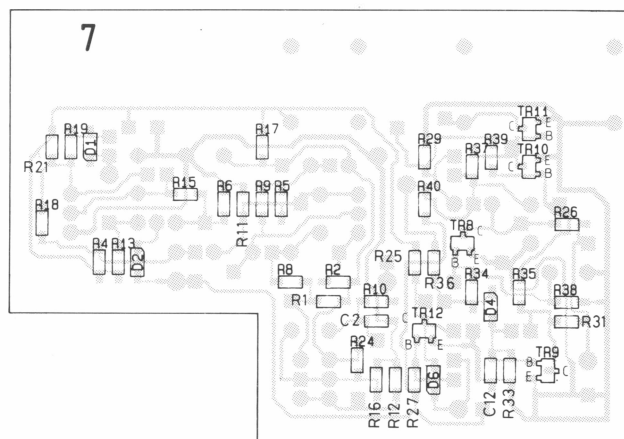 7
TR11
C E
B
R19
R17
R29
R39
D1
R37
TR10
R21
C E
B
R15
R6
R9
R5
R40
R18
R11
R26
TR8
C
R4
R13
D2
R25
B E
R36
R8
R2
R34
R35
R1
R10
D4
R38
C2
TR12
C
R31
B E
R24
TR9
B
C
E
D6
R16
R12
R27
C12
R33